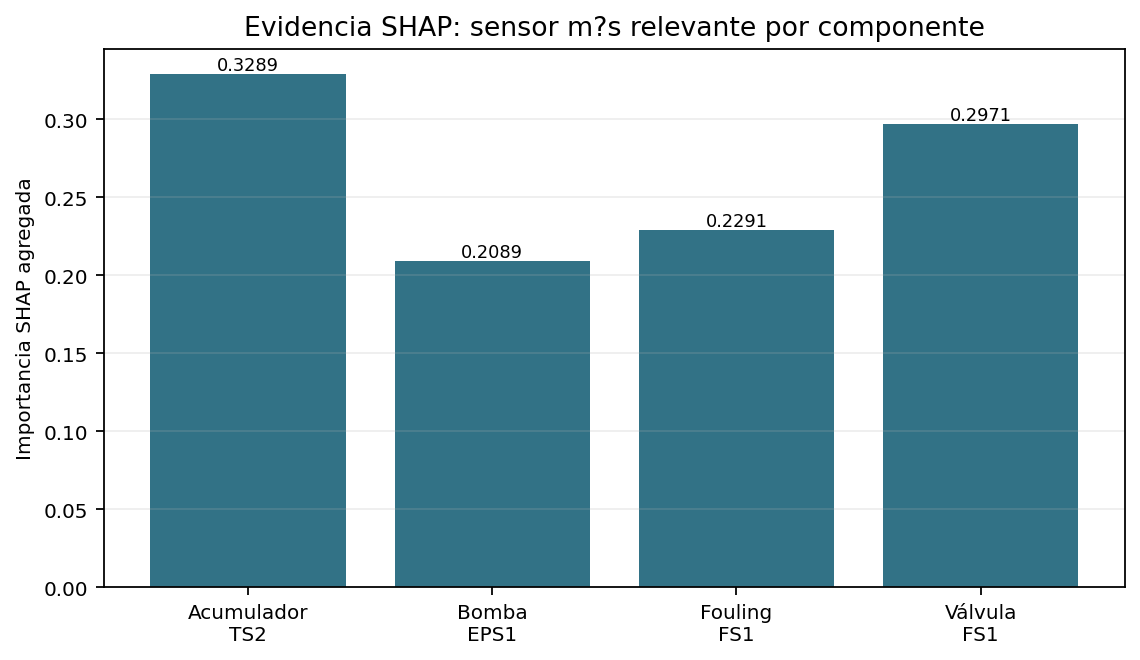 Evidencia SHAP: sensor m?s relevante por componente
Importancia SHAP agregada
0.30
0.25
0.20
0.15
0.10
0.05
0.00
0.3289
0.2089
0.2291
0.2971
Acumulador
TS2
Bomba
EPS1
Fouling
FS1
Válvula
FS1